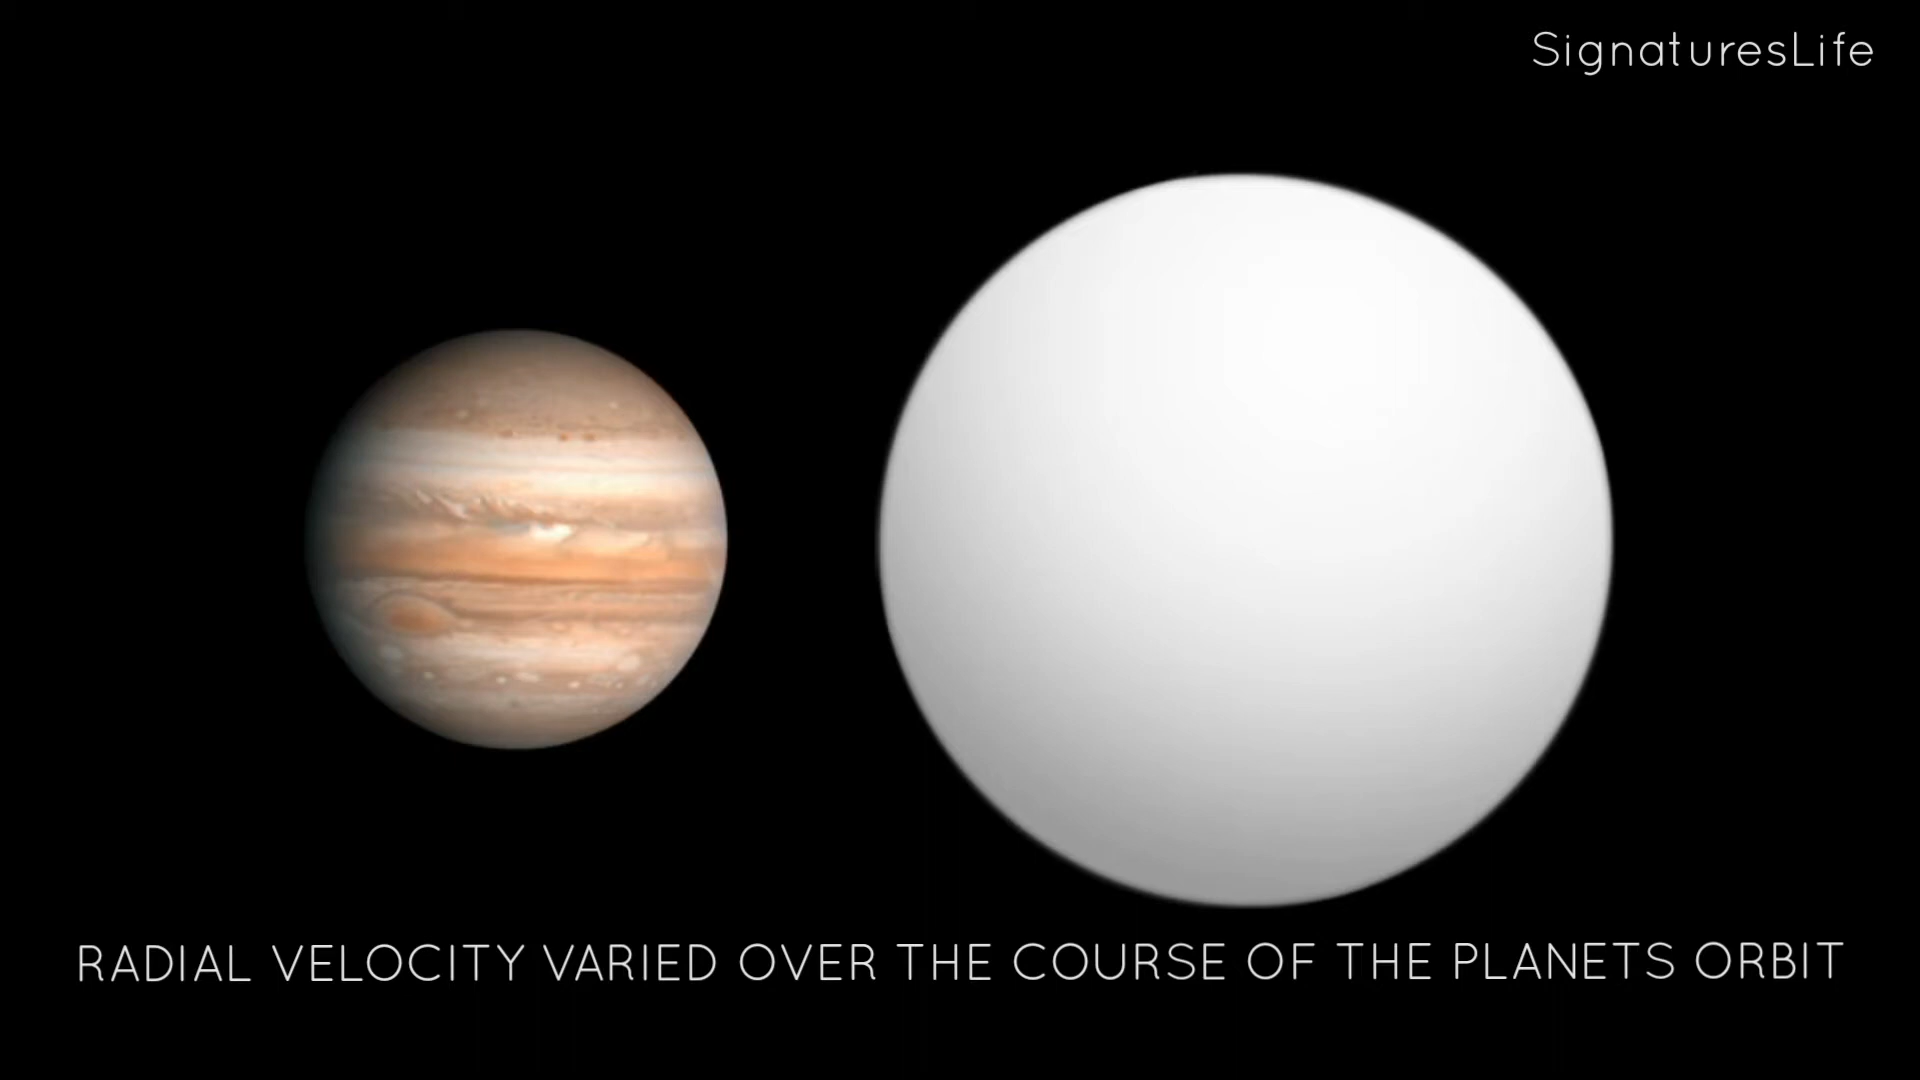 SignaturesLife
RADIAL VELOCITY VARIED OVER THE COURSE OF THE PLANETS ORBIT